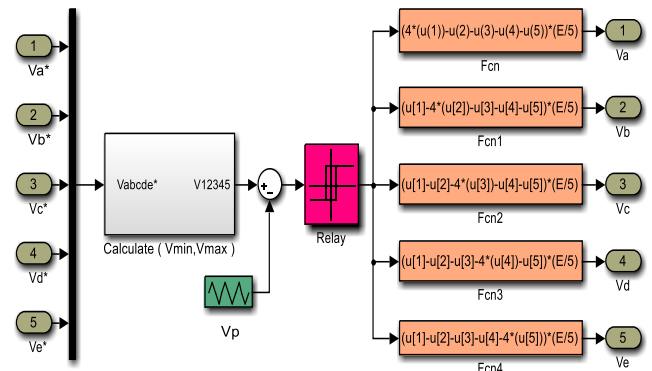 1
Va*
2
Vb*
3
Vc*
4
Vd*
5
Ve*
Vabcde* V12345
Calculate ( Vmin,Vmax )
Vp
Relay
(4*(u(1))-u(2)-u(3)-u(4)-u(5))*(E/5)
Fcn
1
Va
(u[1]-4*(u[2])-u[3]-u[4]-u[5])*(E/5)
Fcn1
2
Vb
(u[1]-u[2]-4*(u[3])-u[4]-u[5])*(E/5)
Fcn2
3
Vc
(u[1]-u[2]-u[3]-4*(u[4])-u[5])*(E/5)
Fcn3
4
Vd
(u[1]-u[2]-u[3]-u[4]-4*(u[5]))*(E/5)
Fcn4
5
Ve